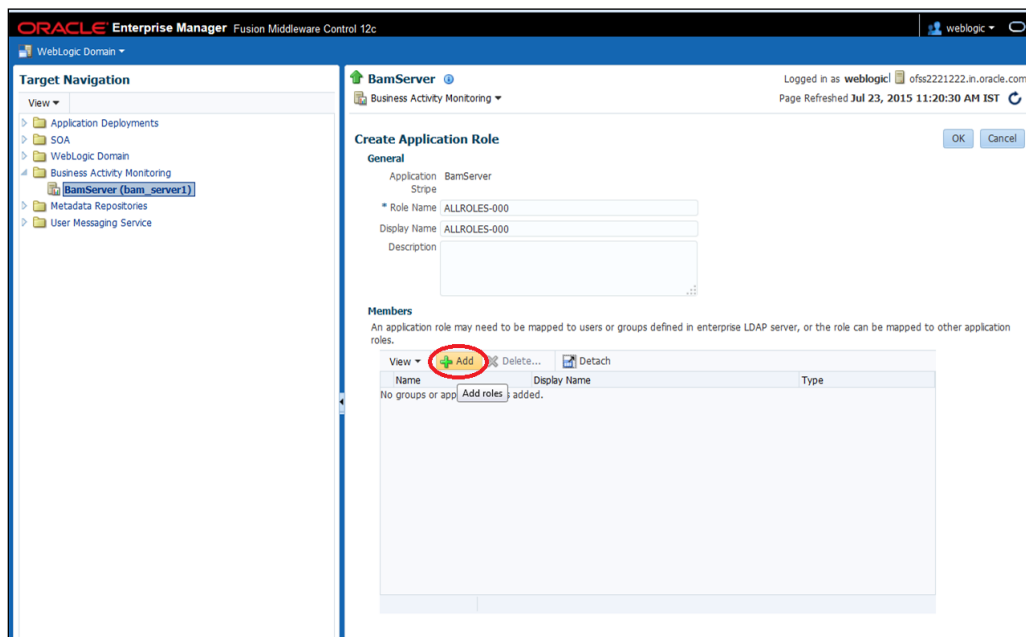 ORACLE Enterprise Manager Fusion Middleware Control 12c
weblogic
WebLogic Domain
Target Navigation
View
Application Deployments
SOA
WebLogic Domain
Business Activity Monitoring
BamServer (bam_server1)
Metadata Repositories
User Messaging Service
BamServer
Logged in as weblogic| ofss2221222.in.oracle.com
Business Activity Monitoring
Page Refreshed Jul 23, 2015 11:20:30 AM IST
Create Application Role
OK Cancel
General
Application Stripe BamServer
* Role Name ALLROLES-000
Display Name ALLROLES-000
Description
Members
An application role may need to be mapped to users or groups defined in enterprise LDAP server, or the role can be mapped to other application
roles.
View Add Delete... Detach
Name Display Name Type
No groups or app s added.
Add roles